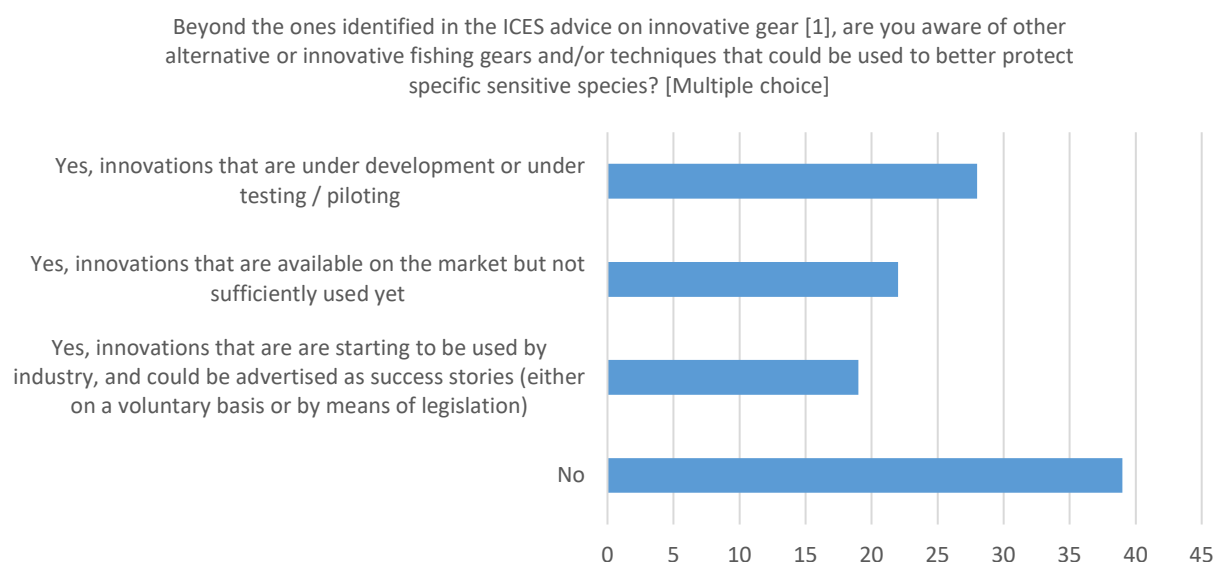 Beyond the ones identified in the ICES advice on innovative gear [1], are you aware of other
alternative or innovative fishing gears and/or techniques that could be used to better protect
specific sensitive species? [Multiple choice]
Yes, innovations that are under development or under
testing / piloting
Yes, innovations that are available on the market but not
sufficiently used yet
Yes, innovations that are are starting to be used by
industry, and could be advertised as success stories (either
on a voluntary basis or by means of legislation)
No
0 5 10 15 20 25 30 35 40 45